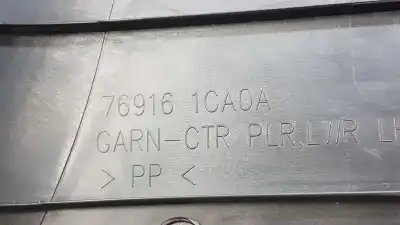 76916 1CA0A
GARN-CTR PLR,LWR LH
> PP <